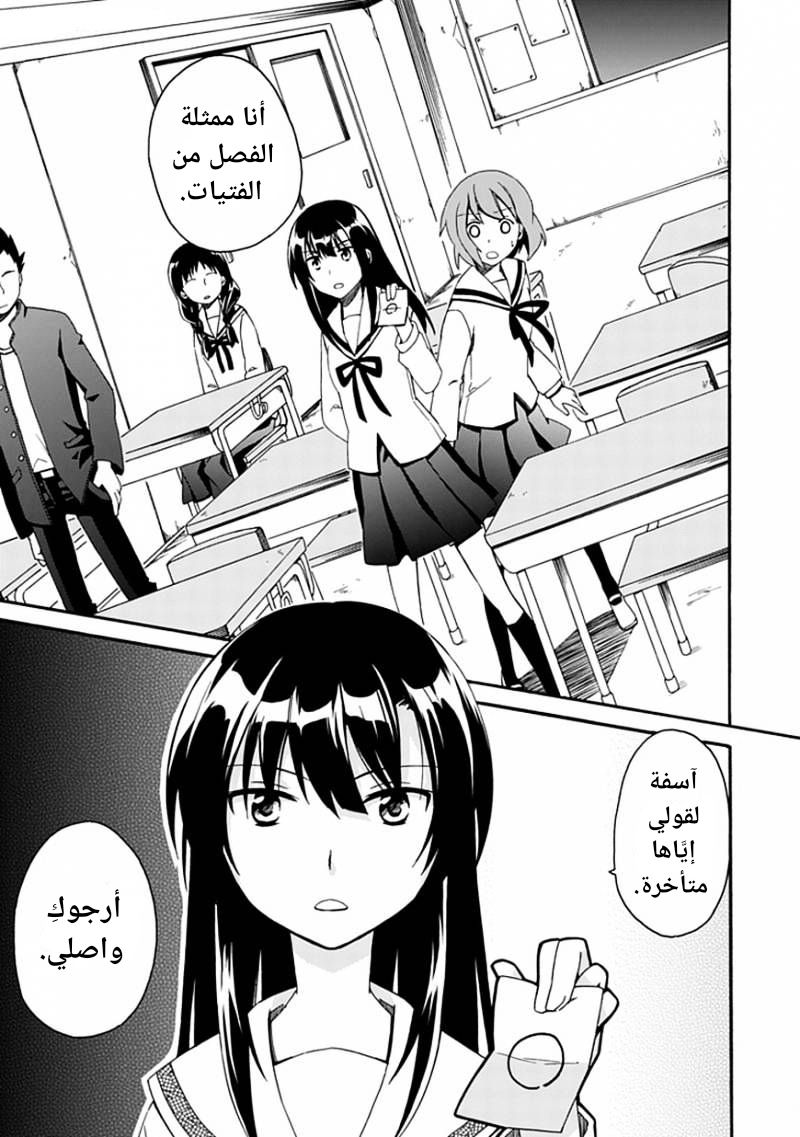 أنا ممثلة
الفصل من
الفتيات.
آسفة
لقولي
إيَّاها
متأخرة.
أرجوكِ
واصلي.